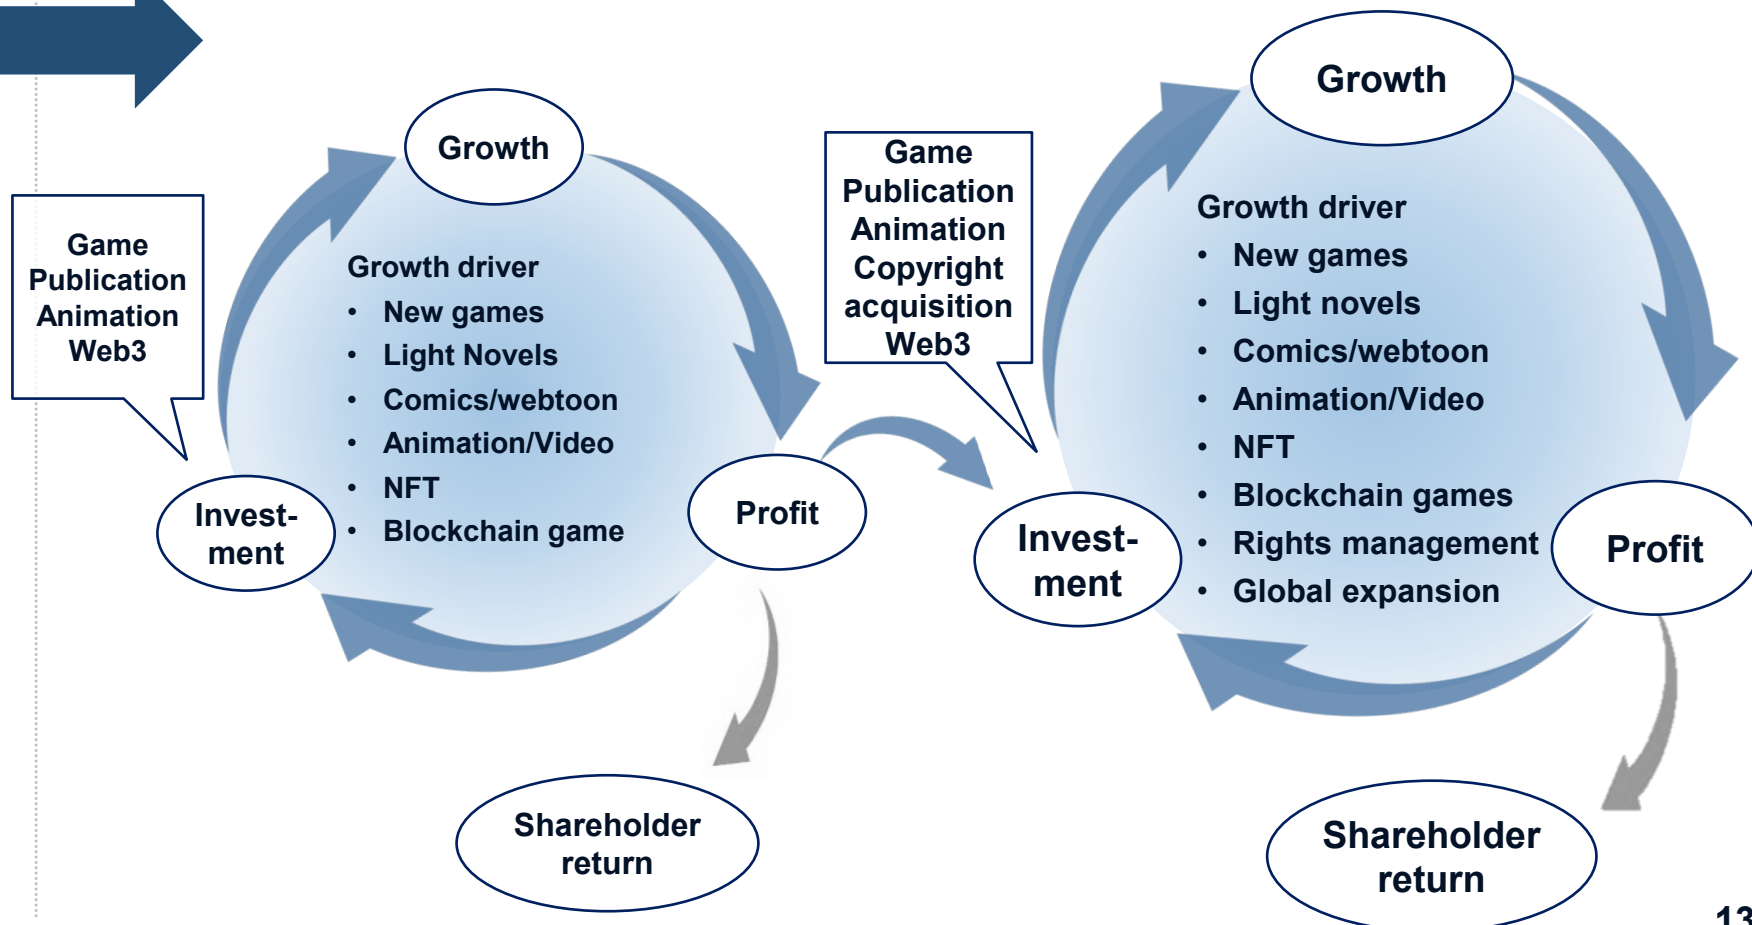 Growth
Game
Publication
Animation
Web3
Growth driver
• New games
• Light Novels
• Comics/webtoon
• Animation/Video
• NFT
• Blockchain game
Invest-
ment
Profit
Shareholder
return
Growth
Game
Publication
Animation
Copyright
acquisition
Web3
Growth driver
• New games
• Light novels
• Comics/webtoon
• Animation/Video
• NFT
• Blockchain games
• Rights management
• Global expansion
Invest-
ment
Profit
Shareholder
return
13